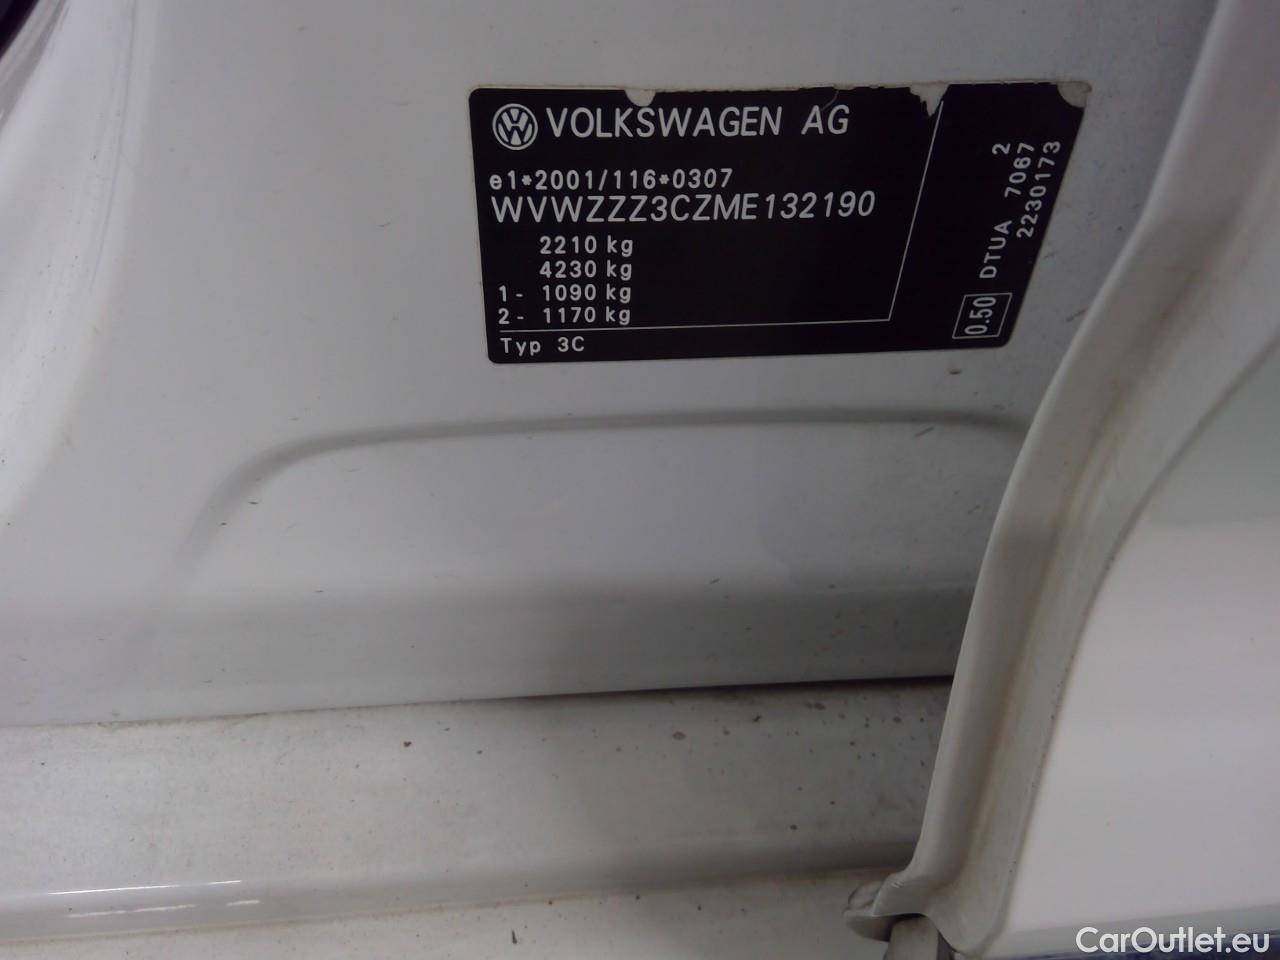 VOLKSWAGEN AG
e1*2001/116*0307
WVWZZZ3CZME132190
2210 kg
4230 kg
1 - 1090 kg
2 - 1170 kg
Typ 3C
0.50 DTUA 7067 2
2230173
CarOutlet.eu